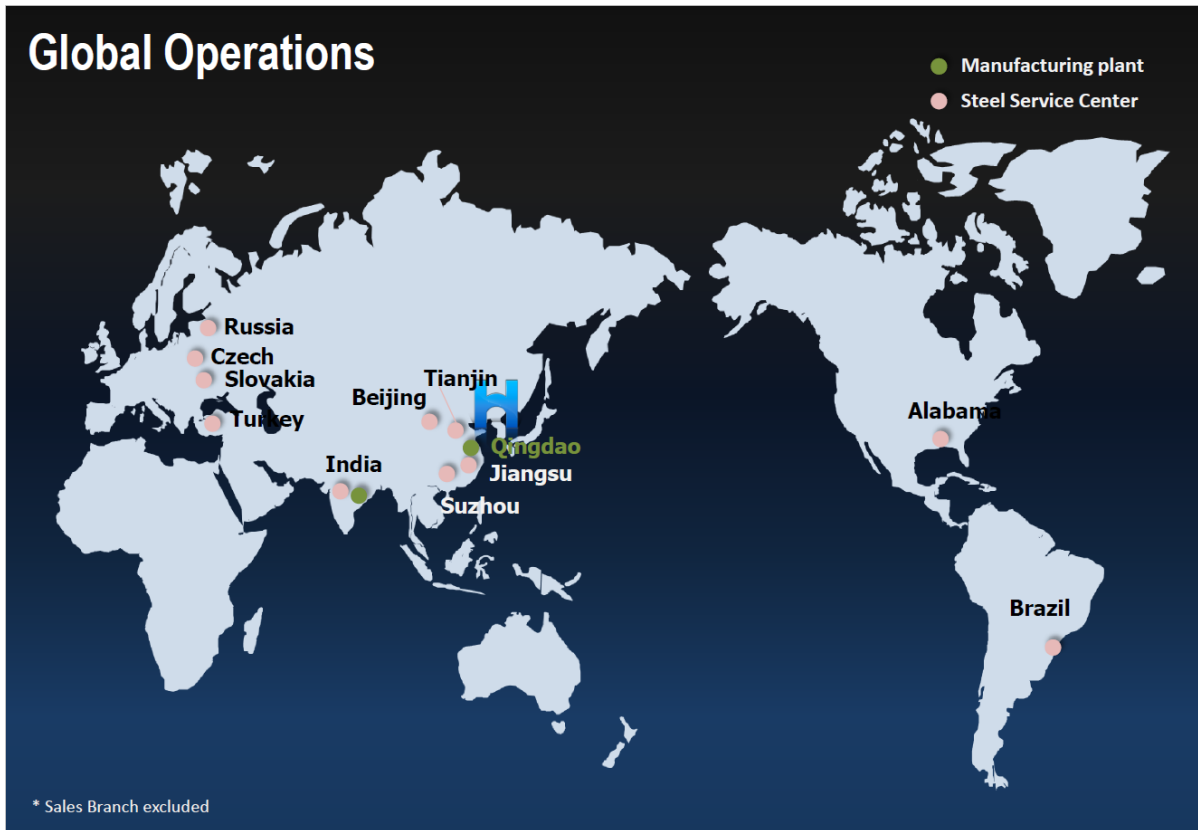 Global Operations
Manufacturing plant
Steel Service Center
Russia
Czech
Slovakia
Turkey
Tianjin
Beijing
Alabama
Qingdao
India
Jiangsu
Suzhou
Brazil
* Sales Branch excluded